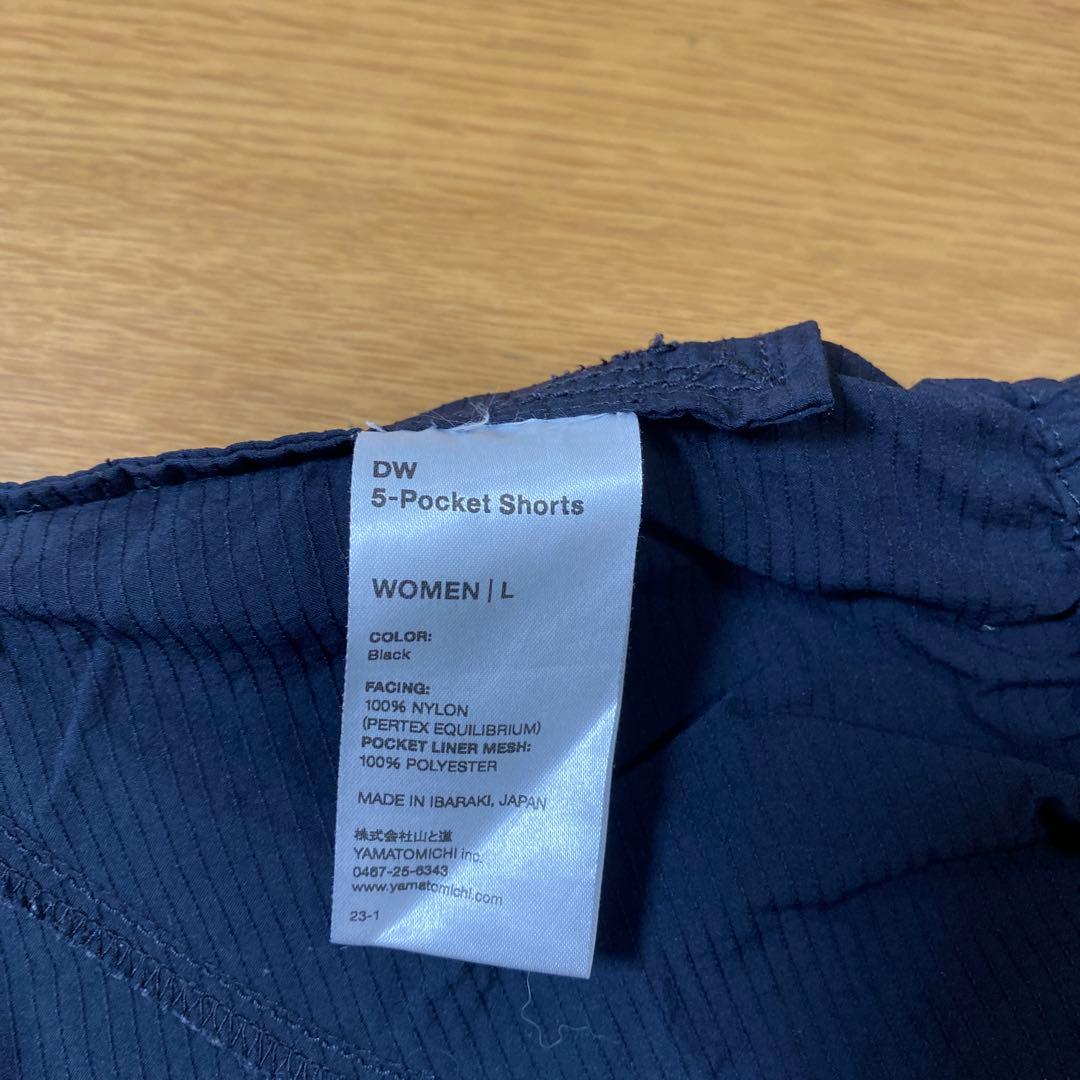 DW
5-Pocket Shorts
WOMEN | L
COLOR:
Black
FACING:
100% NYLON
(PERTEX EQUILIBRIUM)
POCKET LINER MESH:
100% POLYESTER
MADE IN IBARAKI, JAPAN
株式会社山と道
YAMATOMICHI inc.
0467-25-6343
www.yamatomichi.com
23-1